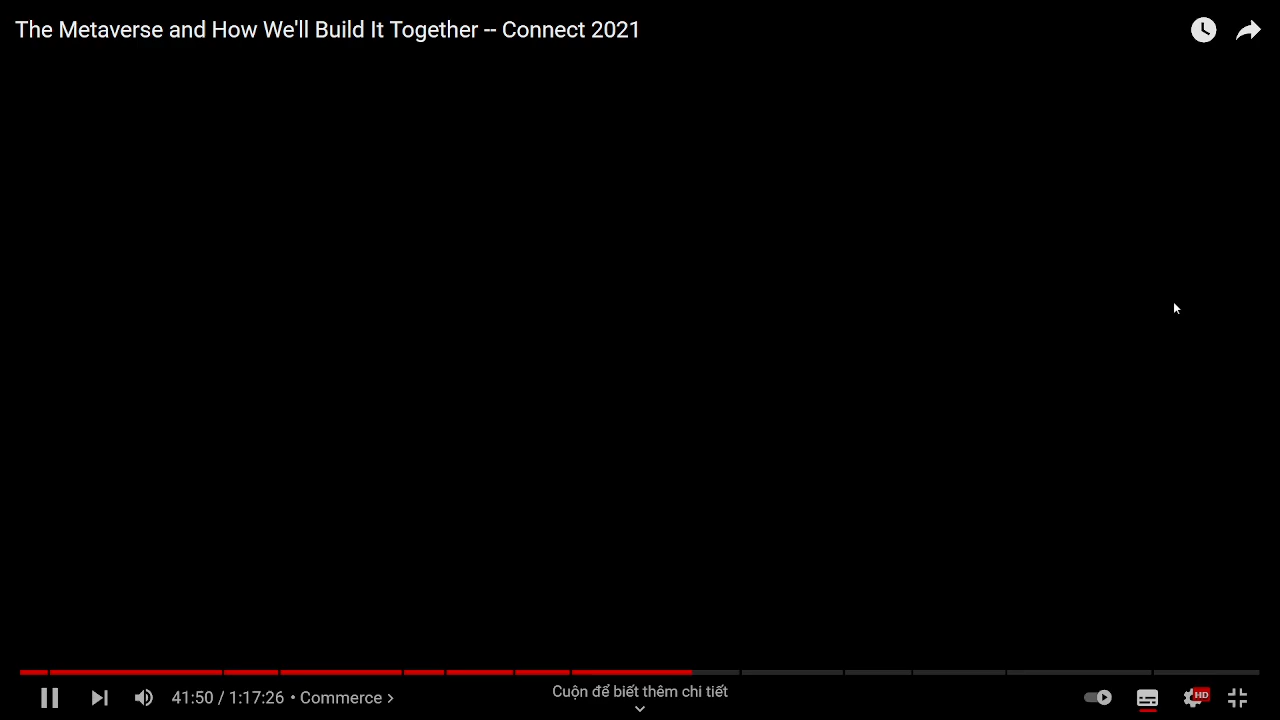 The Metaverse and How We'll Build It Together -- Connect 2021
41:50 / 1:17:26 • Commerce
Cuộn để biết thêm chi tiết
HD